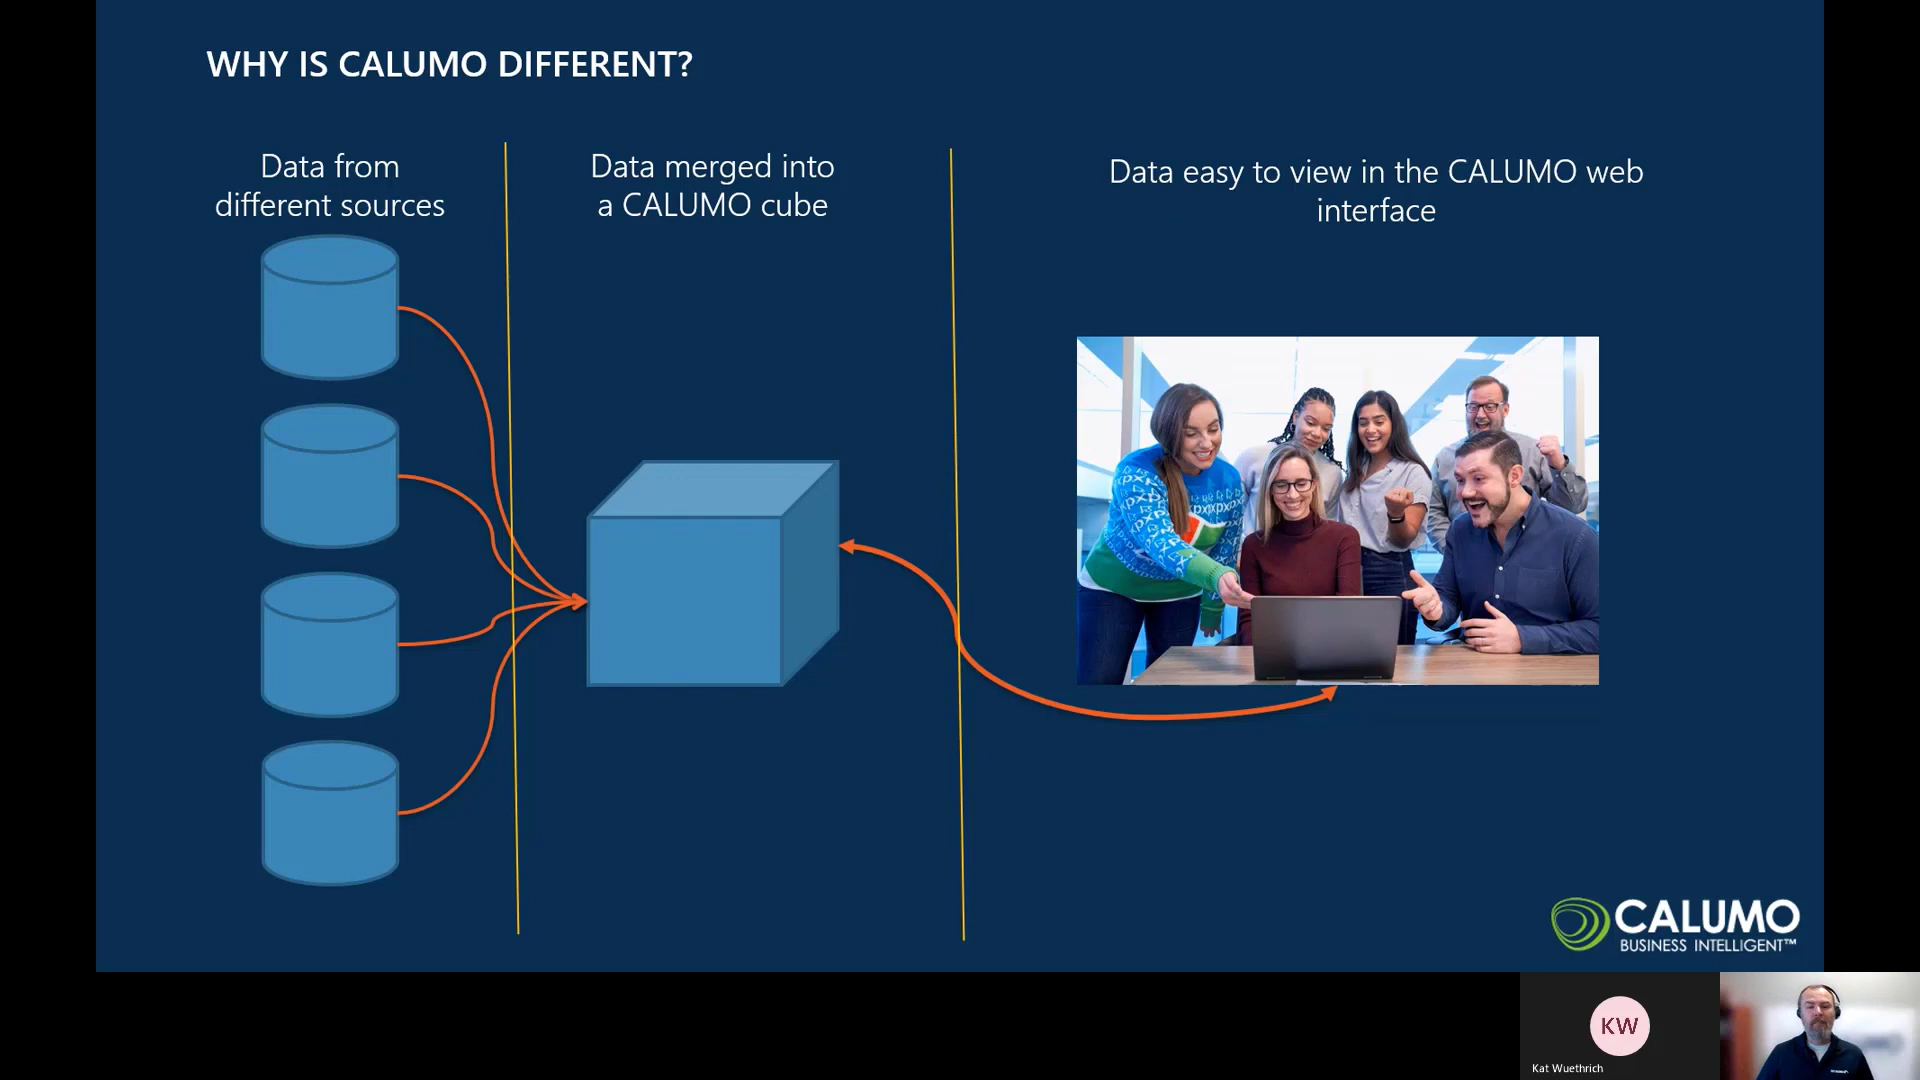 WHY IS CALUMO DIFFERENT?
Data from
different sources
Data merged into
a CALUMO cube
Data easy to view in the CALUMO web
interface
CALUMO
BUSINESS INTELLIGENT™
KW
Kat Wuethrich